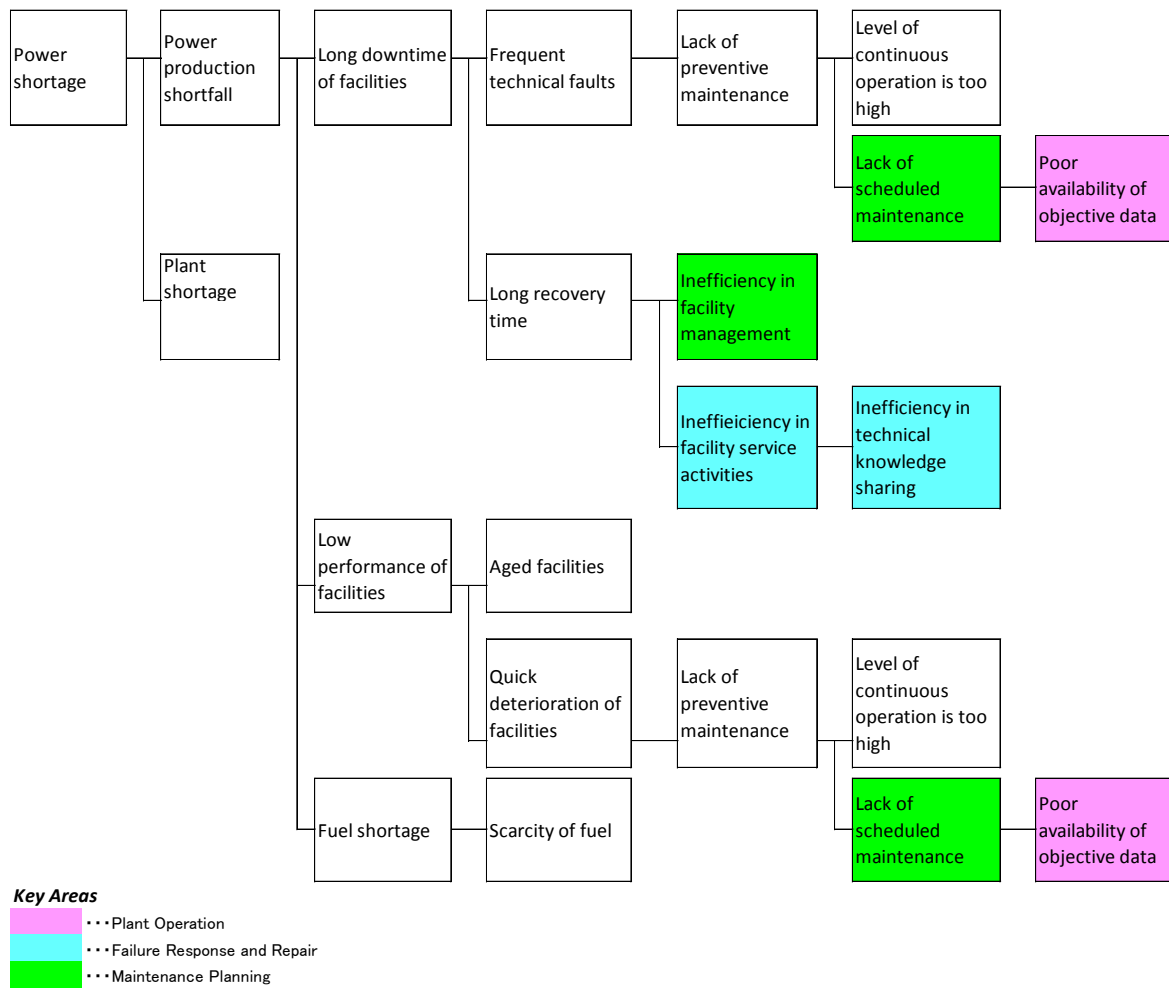 Power
shortage
Power
production
shortfall
Long downtime
of facilities
Frequent
technical faults
Lack of
preventive
maintenance
Level of
continuous
operation is too
high
Lack of
scheduled
maintenance
Poor
availability of
objective data
Plant
shortage
Long recovery
time
Inefficiency in
facility
management
Ineffieiciency in
facility service
activities
Inefficiency in
technical
knowledge
sharing
Low
performance of
facilities
Aged facilities
Quick
deterioration of
facilities
Lack of
preventive
maintenance
Level of
continuous
operation is too
high
Fuel shortage
Scarcity of fuel
Lack of
scheduled
maintenance
Poor
availability of
objective data
Key Areas
・・・Plant Operation
・・・Failure Response and Repair
・・・Maintenance Planning